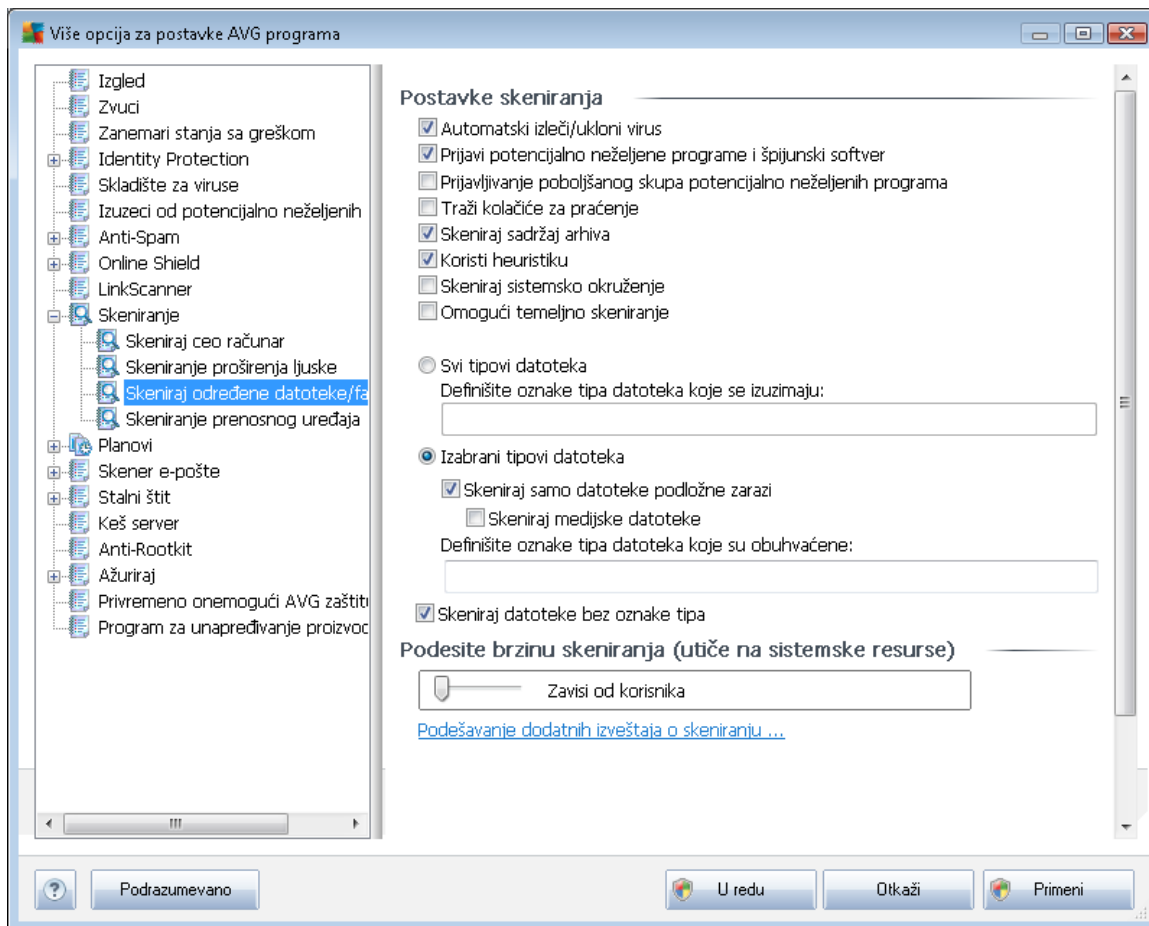 Više opcija za postavke AVG programa
Izgled
Zvuci
Zanemari stanja sa greškom
Identity Protection
Skladište za viruse
Izuzeci od potencijalno neželjenih
Anti-Spam
Online Shield
LinkScanner
Skeniranje
Skeniraj ceo računar
Skeniranje proširenja ljuske
Skeniraj određene datoteke/fa
Skeniranje prenosnog uređaja
Planovi
Skener e-pošte
Stalni štit
Keš server
Anti-Rootkit
Ažuriraj
Privremeno onemogući AVG zaštitu
Program za unapređivanje proizvod
Postavke skeniranja
Automatski izleči/ukloni virus
Prijavi potencijalno neželjene programe i špijunski softver
Prijavljivanje poboljšanog skupa potencijalno neželjenih programa
Traži kolačiće za praćenje
Skeniraj sadržaj arhiva
Koristi heuristiku
Skeniraj sistemsko okruženje
Omogući temeljno skeniranje
Svi tipovi datoteka
Definišite oznake tipa datoteka koje se izuzimaju:
Izabrani tipovi datoteka
Skeniraj samo datoteke podložne zarazi
Skeniraj medijske datoteke
Definišite oznake tipa datoteka koje su obuhvaćene:
Skeniraj datoteke bez oznake tipa
Podesite brzinu skeniranja (utiče na sistemske resurse)
Zavisi od korisnika
Podešavanje dodatnih izveštaja o skeniranju ...
?
Podrazumevano
U redu
Otkaži
Primeni